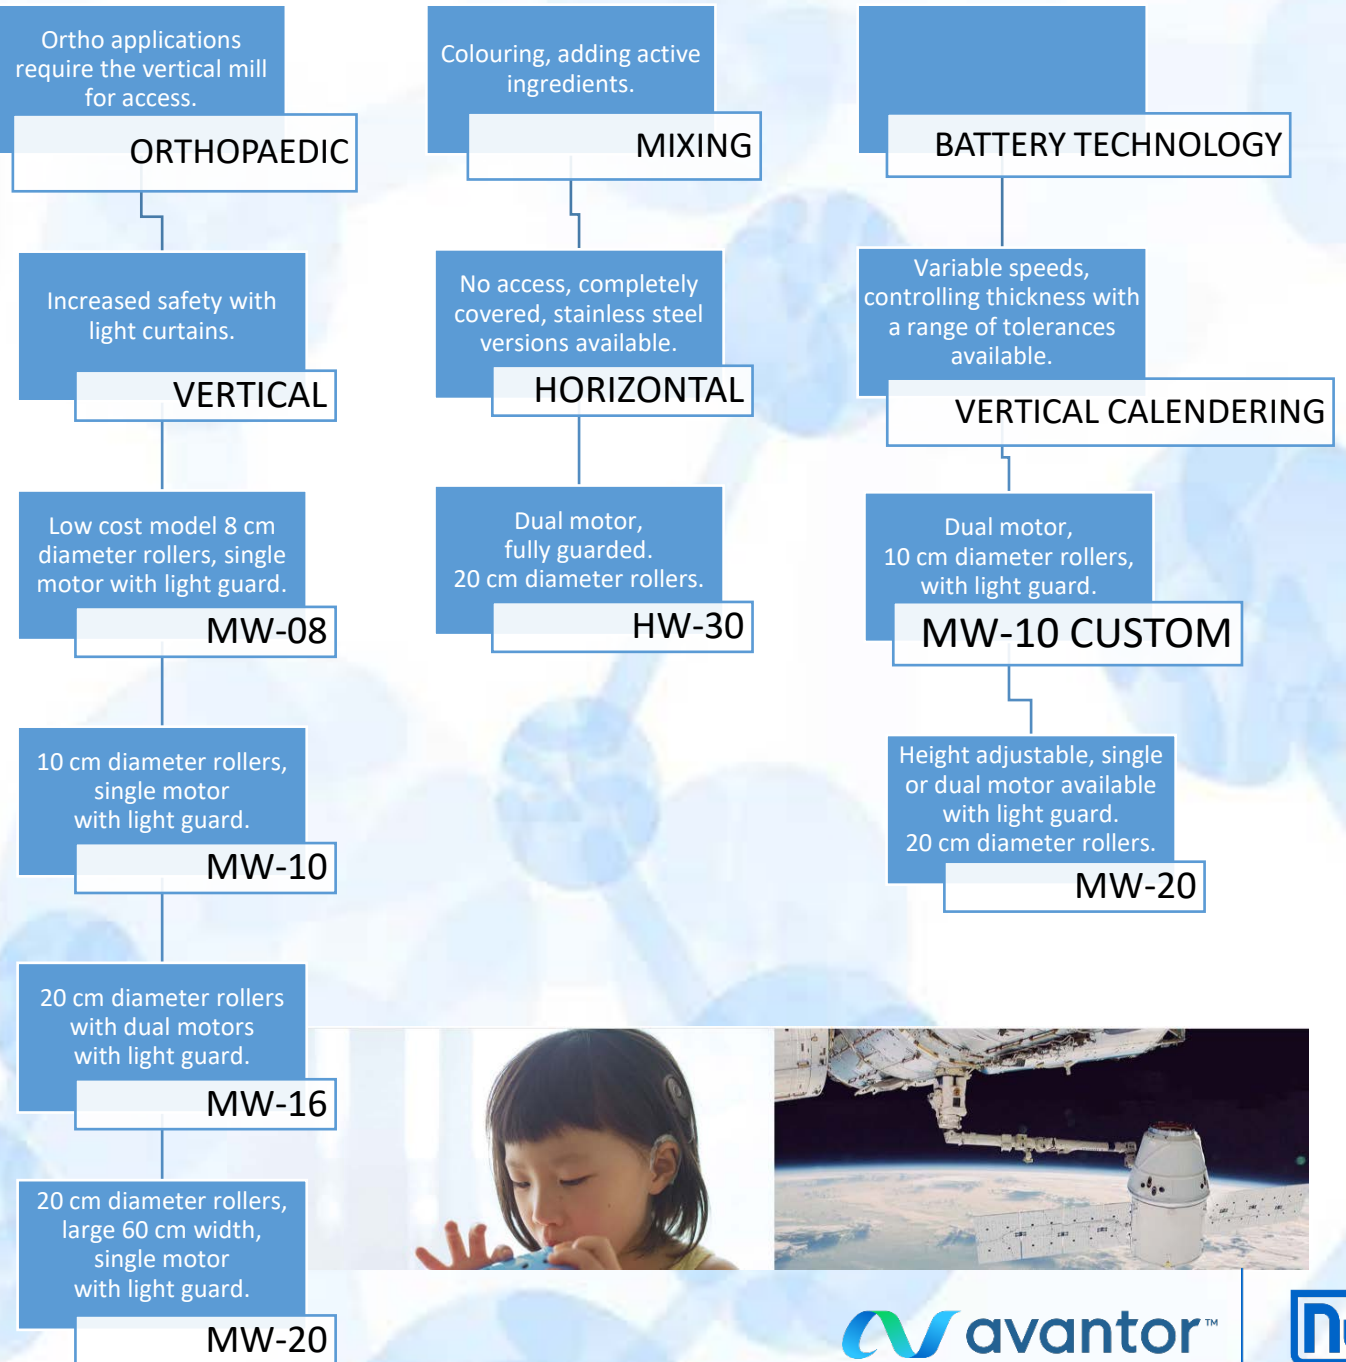 Ortho applications
require the vertical mill
for access.
ORTHOPAEDIC
Increased safety with
light curtains.
VERTICAL
Low cost model 8 cm
diameter rollers, single
motor with light guard.
MW-08
10 cm diameter rollers,
single motor
with light guard.
MW-10
20 cm diameter rollers
with dual motors
with light guard.
MW-16
20 cm diameter rollers,
large 60 cm width,
single motor
with light guard.
MW-20
Colouring, adding active
ingredients.
MIXING
No access, completely
covered, stainless steel
versions available.
HORIZONTAL
Dual motor,
fully guarded.
20 cm diameter rollers.
HW-30
BATTERY TECHNOLOGY
Variable speeds,
controlling thickness with
a range of tolerances
available.
VERTICAL CALENDERING
Dual motor,
10 cm diameter rollers,
with light guard.
MW-10 CUSTOM
Height adjustable, single
or dual motor available
with light guard.
20 cm diameter rollers.
MW-20
avantor™